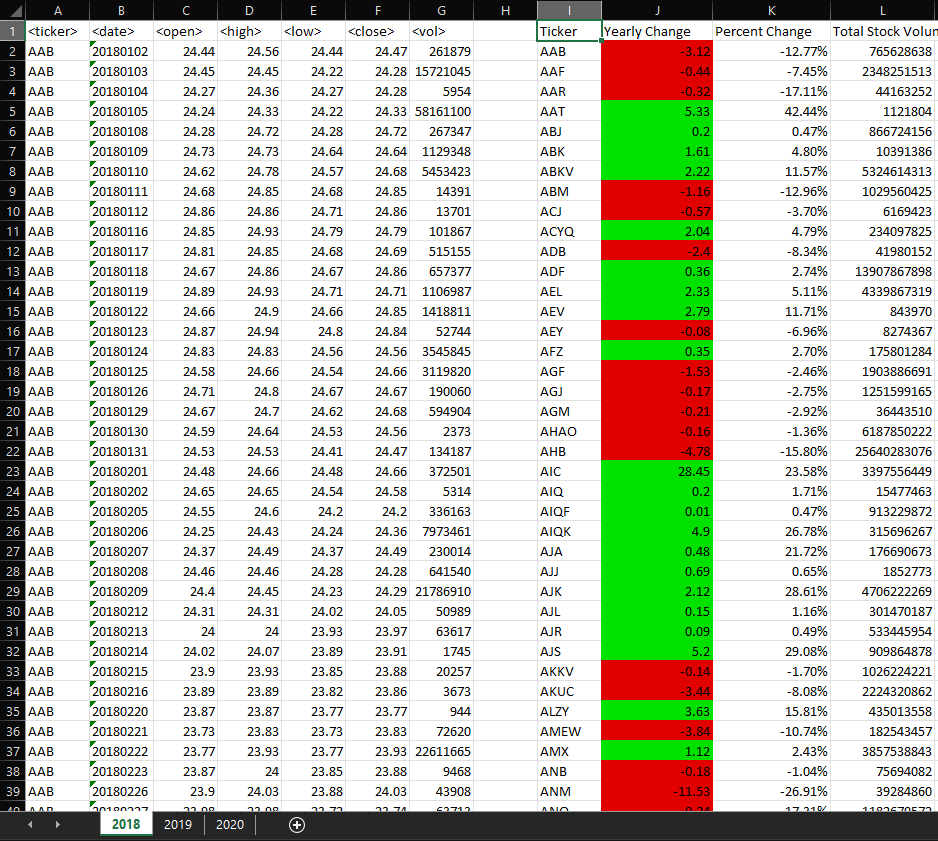 A B C D E F G H I J K L
1 <ticker> <date> <open> <high> <low> <close> <vol> Ticker Yearly Change Percent Change Total Stock Volum
2 AAB 20180102 24.44 24.56 24.44 24.47 261879 AAB -3.12 -12.77% 765628638
3 AAB 20180103 24.45 24.45 24.22 24.28 15721045 AAF -0.44 -7.45% 2348251513
4 AAB 20180104 24.27 24.36 24.27 24.28 5954 AAR -0.32 -17.11% 44163252
5 AAB 20180105 24.24 24.33 24.22 24.33 58161100 AAT 5.33 42.44% 1121804
6 AAB 20180108 24.28 24.72 24.28 24.72 267347 ABJ 0.2 0.47% 866724156
7 AAB 20180109 24.73 24.73 24.64 24.64 1129348 ABK 1.61 4.80% 10391386
8 AAB 20180110 24.62 24.78 24.57 24.68 5453423 ABKV 2.22 11.57% 5324614313
9 AAB 20180111 24.68 24.85 24.68 24.85 14391 ABM -1.16 -12.96% 1029560425
10 AAB 20180112 24.86 24.86 24.71 24.86 13701 ACJ -0.57 -3.70% 6169423
11 AAB 20180116 24.85 24.93 24.79 24.79 101867 ACYQ 2.04 4.79% 234097825
12 AAB 20180117 24.81 24.85 24.68 24.69 515155 ADB -2.4 -8.34% 41980152
13 AAB 20180118 24.67 24.86 24.67 24.86 657377 ADF 0.36 2.74% 13907867898
14 AAB 20180119 24.89 24.93 24.71 24.71 1106987 AEL 2.33 5.11% 4339867319
15 AAB 20180122 24.66 24.9 24.66 24.85 1418811 AEV 2.79 11.71% 843970
16 AAB 20180123 24.87 24.94 24.8 24.84 52744 AEY -0.08 -6.96% 8274367
17 AAB 20180124 24.83 24.83 24.56 24.56 3545845 AFZ 0.35 2.70% 175801284
18 AAB 20180125 24.58 24.66 24.54 24.66 3119820 AGF -1.53 -2.46% 1903886691
19 AAB 20180126 24.71 24.8 24.67 24.67 190060 AGJ -0.17 -2.75% 1251599165
20 AAB 20180129 24.67 24.7 24.62 24.68 594904 AGM -0.21 -2.92% 36443510
21 AAB 20180130 24.59 24.64 24.53 24.56 2373 AHAO -0.16 -1.36% 6187850222
22 AAB 20180131 24.53 24.53 24.41 24.47 134187 AHB -4.78 -15.80% 25640283076
23 AAB 20180201 24.48 24.66 24.48 24.66 372501 AIC 28.45 23.58% 3397556449
24 AAB 20180202 24.65 24.65 24.54 24.58 5314 AIQ 0.2 1.71% 15477463
25 AAB 20180205 24.55 24.6 24.2 24.2 336163 AIQF 0.01 0.47% 913229872
26 AAB 20180206 24.25 24.43 24.24 24.36 7973461 AIQK 4.9 26.78% 315696267
27 AAB 20180207 24.37 24.49 24.37 24.49 230014 AJA 0.48 21.72% 176690673
28 AAB 20180208 24.46 24.46 24.28 24.28 641540 AJJ 0.69 0.65% 1852773
29 AAB 20180209 24.4 24.45 24.23 24.29 21786910 AJK 2.12 28.61% 4706222269
30 AAB 20180212 24.31 24.31 24.02 24.05 50989 AJL 0.15 1.16% 301470187
31 AAB 20180213 24 24 23.93 23.97 63617 AJR 0.09 0.49% 533445954
32 AAB 20180214 24.02 24.07 23.89 23.91 1745 AJS 5.2 29.08% 909864878
33 AAB 20180215 23.9 23.93 23.85 23.88 20257 AKKV -0.14 -1.70% 1026224221
34 AAB 20180216 23.89 23.89 23.82 23.86 3673 AKUC -3.44 -8.08% 2224320862
35 AAB 20180220 23.87 23.87 23.77 23.77 944 ALZY 3.63 15.81% 435013558
36 AAB 20180221 23.73 23.83 23.73 23.83 72620 AMEW -3.84 -10.74% 182543457
37 AAB 20180222 23.77 23.93 23.77 23.93 22611665 AMX 1.12 2.43% 3857538843
38 AAB 20180223 23.87 24 23.85 23.88 9468 ANB -0.18 -1.04% 75694082
39 AAB 20180226 23.9 24.03 23.88 24.03 43908 ANM -11.53 -26.91% 39284860
2018 2019 2020